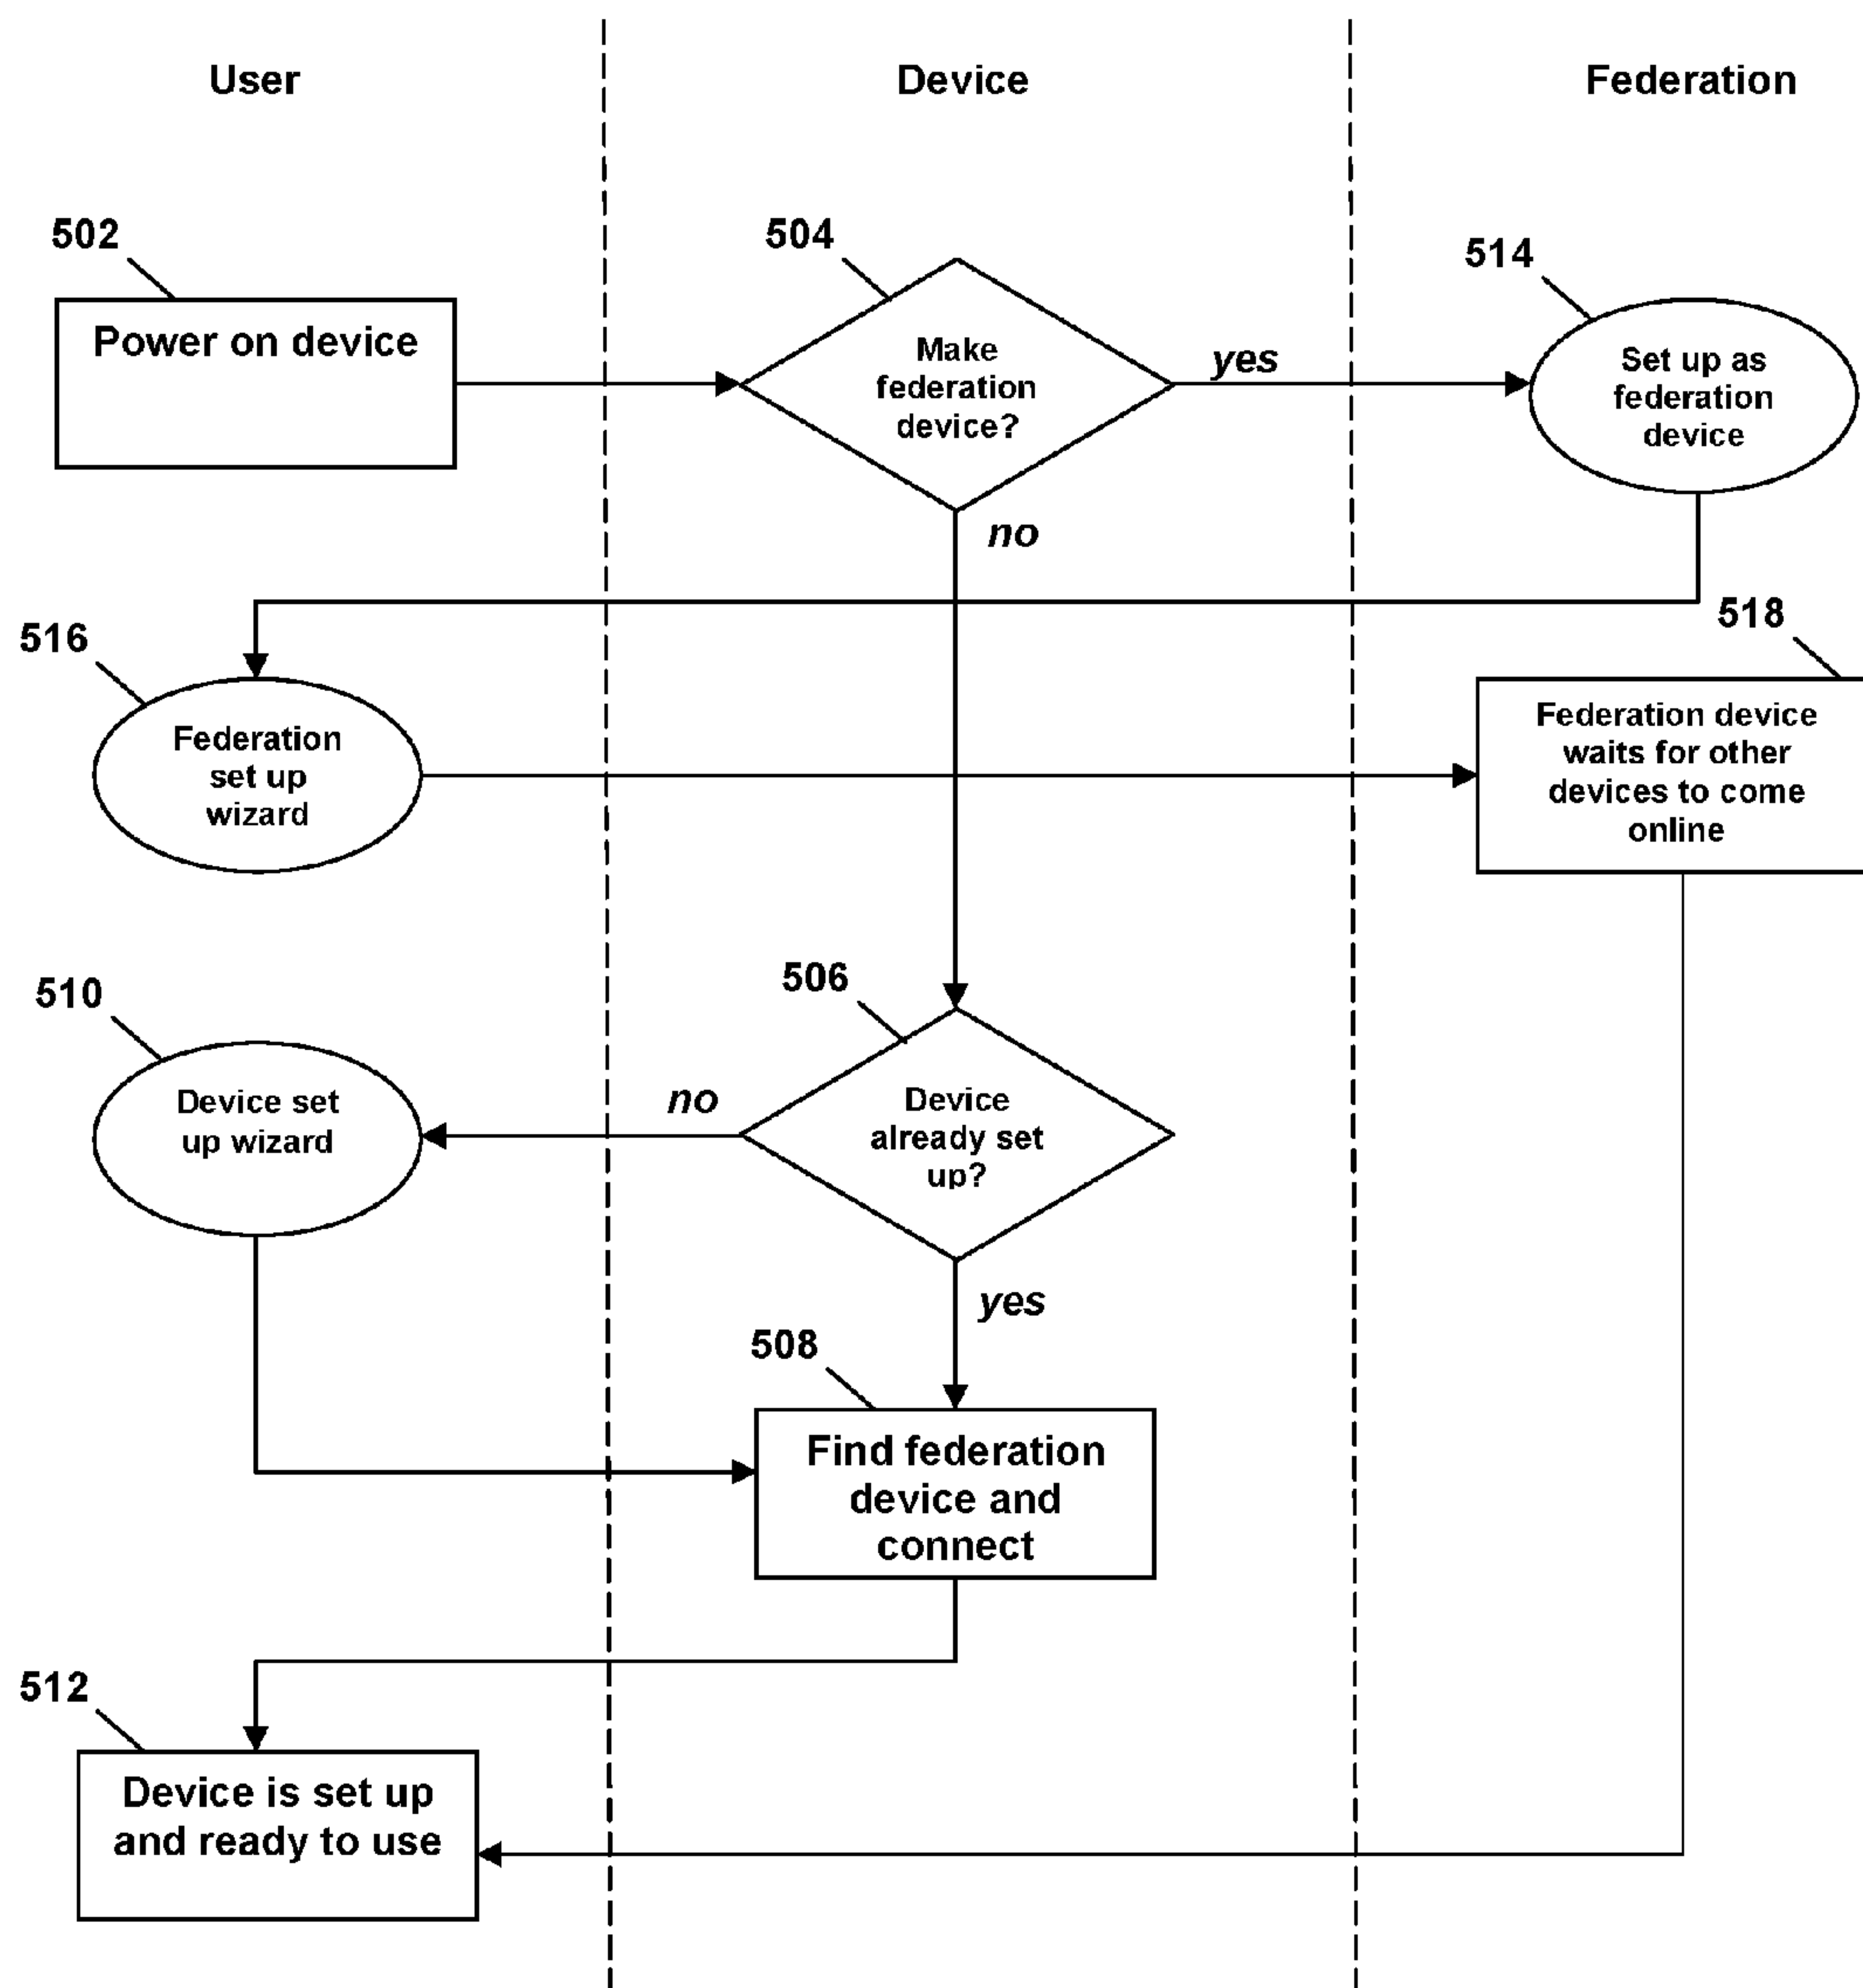 User
Device
Federation
502
504
514
Power on device
Make
federation
device?
yes
Set up as
federation
device
no
516
518
Federation
set up
wizard
Federation device
waits for other
devices to come
online
510
506
Device set
up wizard
no
Device
already set
up?
yes
508
Find federation
device and
connect
512
Device is set up
and ready to use